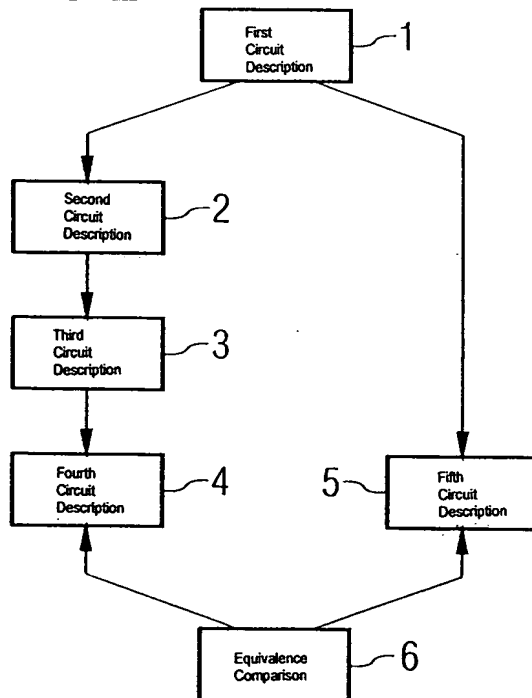 First
Circuit
Description
1
Second
Circuit
Description
2
Third
Circuit
Description
3
Fourth
Circuit
Description
4
5
Fifth
Circuit
Description
Equivalence
Comparison
6